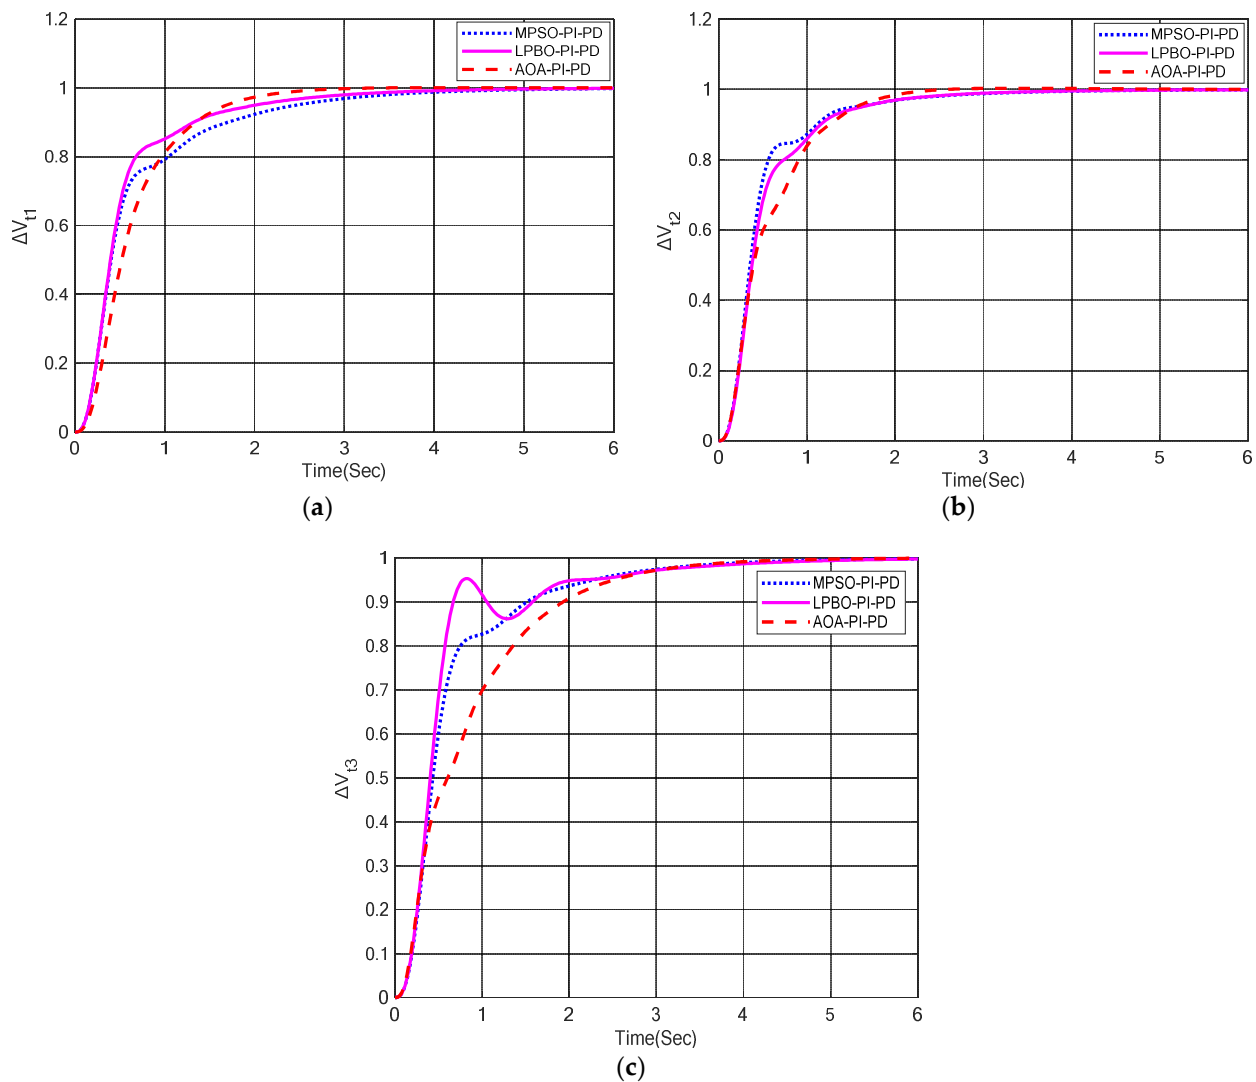 1.2
1
0.8
0.6
0.4
0.2
0
ΔVt1
MPSO-PI-PD
LPBO-PI-PD
AOA-PI-PD
0 1 2 3 4 5 6
Time(Sec)
(a)
1.2
1
0.8
0.6
0.4
0.2
0
ΔVt2
MPSO-PI-PD
LPBO-PI-PD
AOA-PI-PD
0 1 2 3 4 5 6
Time(Sec)
(b)
1
0.9
0.8
0.7
0.6
0.5
0.4
0.3
0.2
0.1
0
ΔVt3
MPSO-PI-PD
LPBO-PI-PD
AOA-PI-PD
0 1 2 3 4 5 6
Time(Sec)
(c)